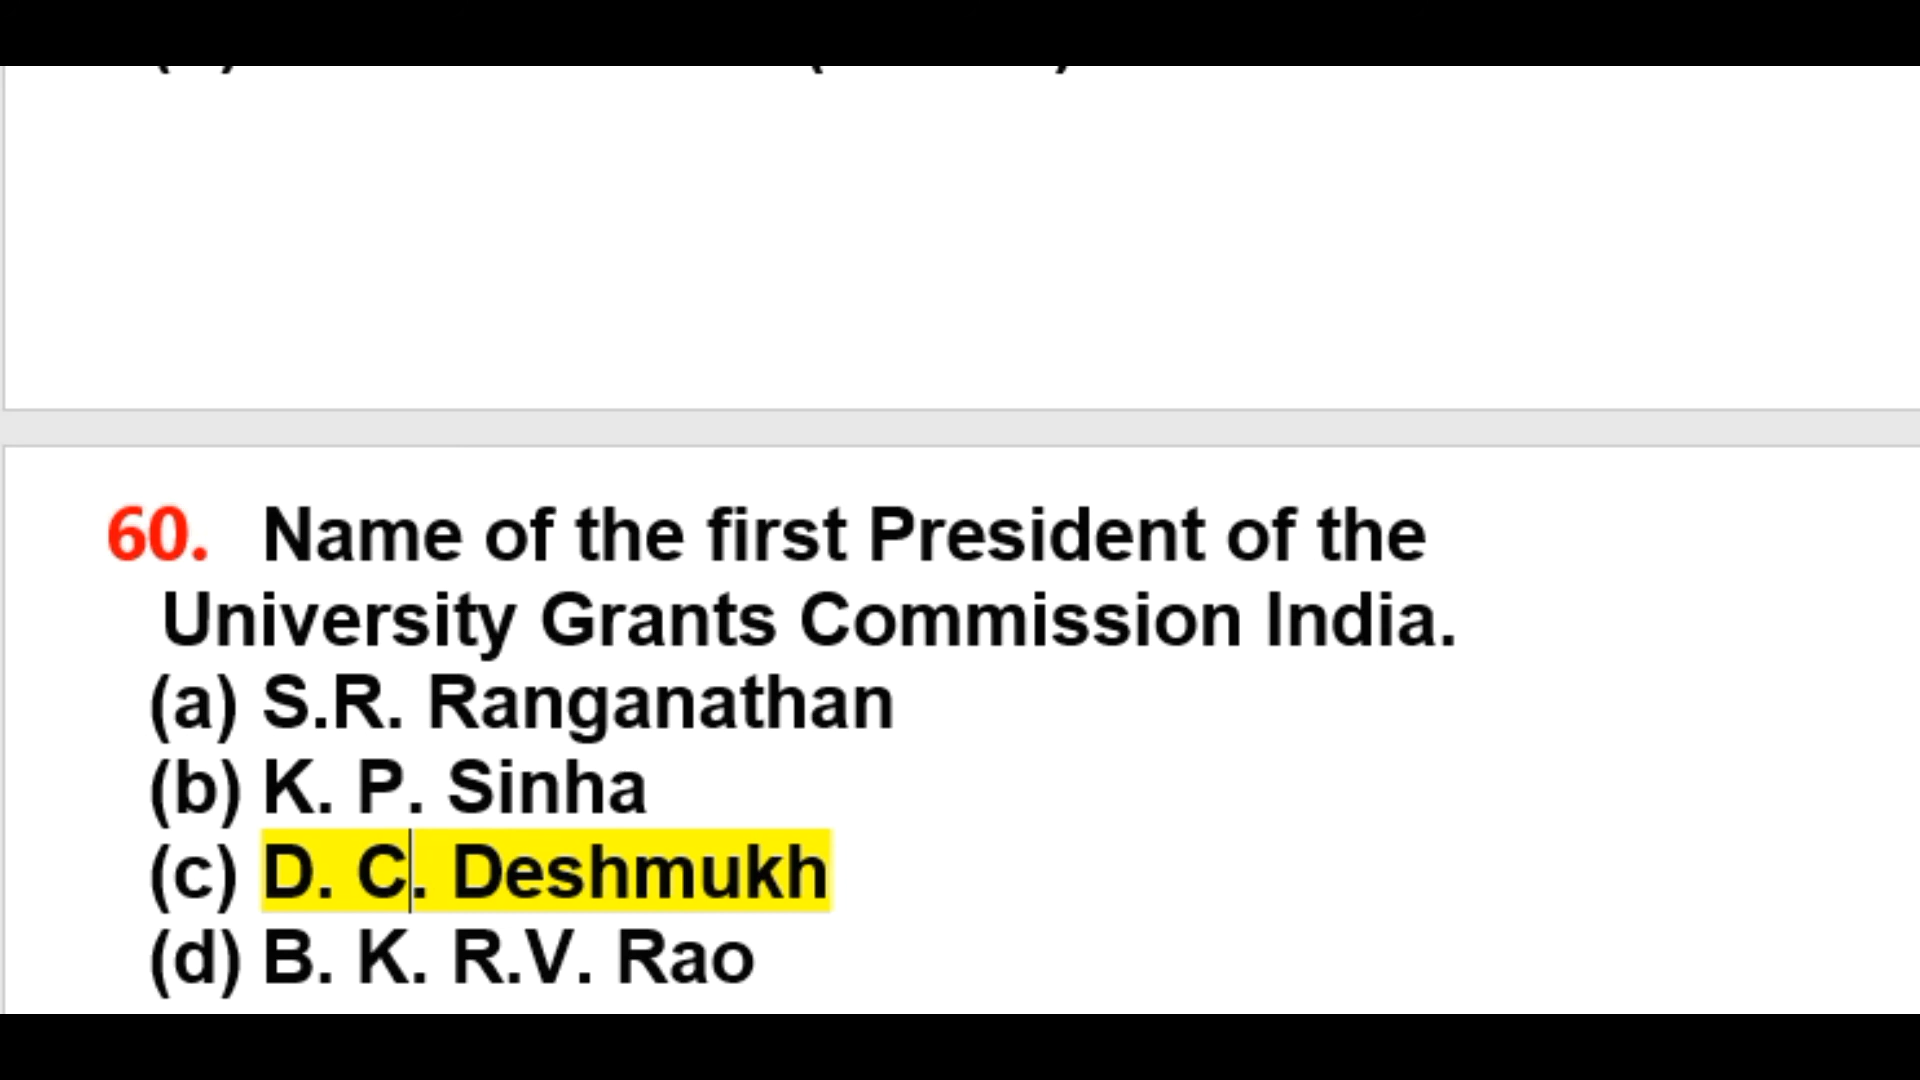 60. Name of the first President of the
University Grants Commission India.
(a) S.R. Ranganathan
(b) K. P. Sinha
(c) D. C. Deshmukh
(d) B. K. R.V. Rao